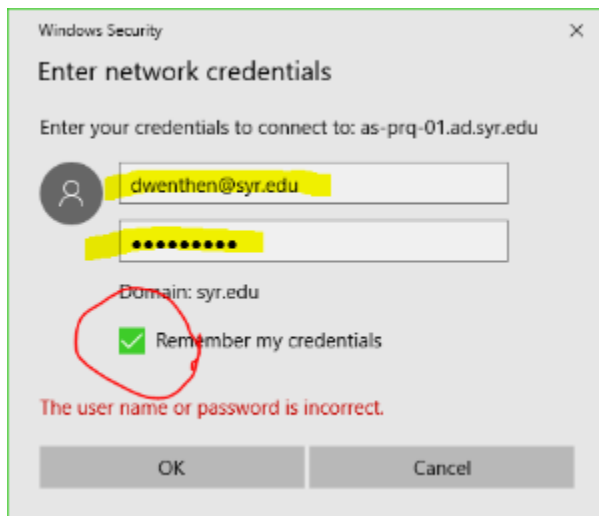 Windows Security
Enter network credentials
Enter your credentials to connect to: as-prq-01.ad.syr.edu
dwenthen@syr.edu
●●●●●●●●●
Domain: syr.edu
Remember my credentials
The user name or password is incorrect.
OK Cancel